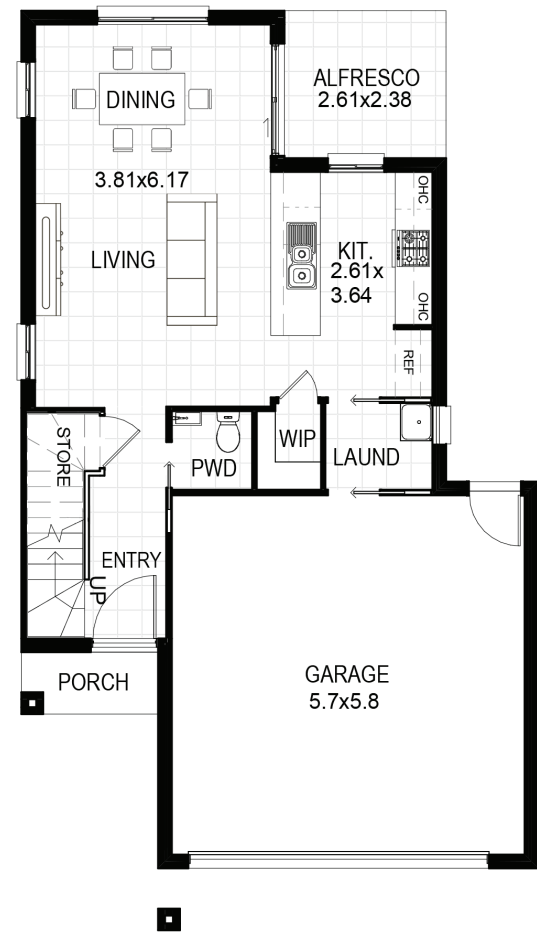 ALFRESCO
2.61x2.38
DINING
3.81x6.17
OHC
LIVING
KIT.
2.61x
3.64
OHC
REF
STORE
PWD
WIP
LAUND
ENTRY
UP
PORCH
GARAGE
5.7x5.8